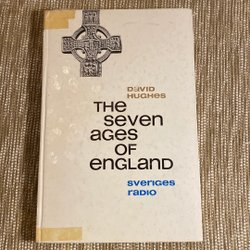 DAVID
HUGHES
THE
SEVEN
AGES
OF
ENGLAND
SVERIGES
RADIO